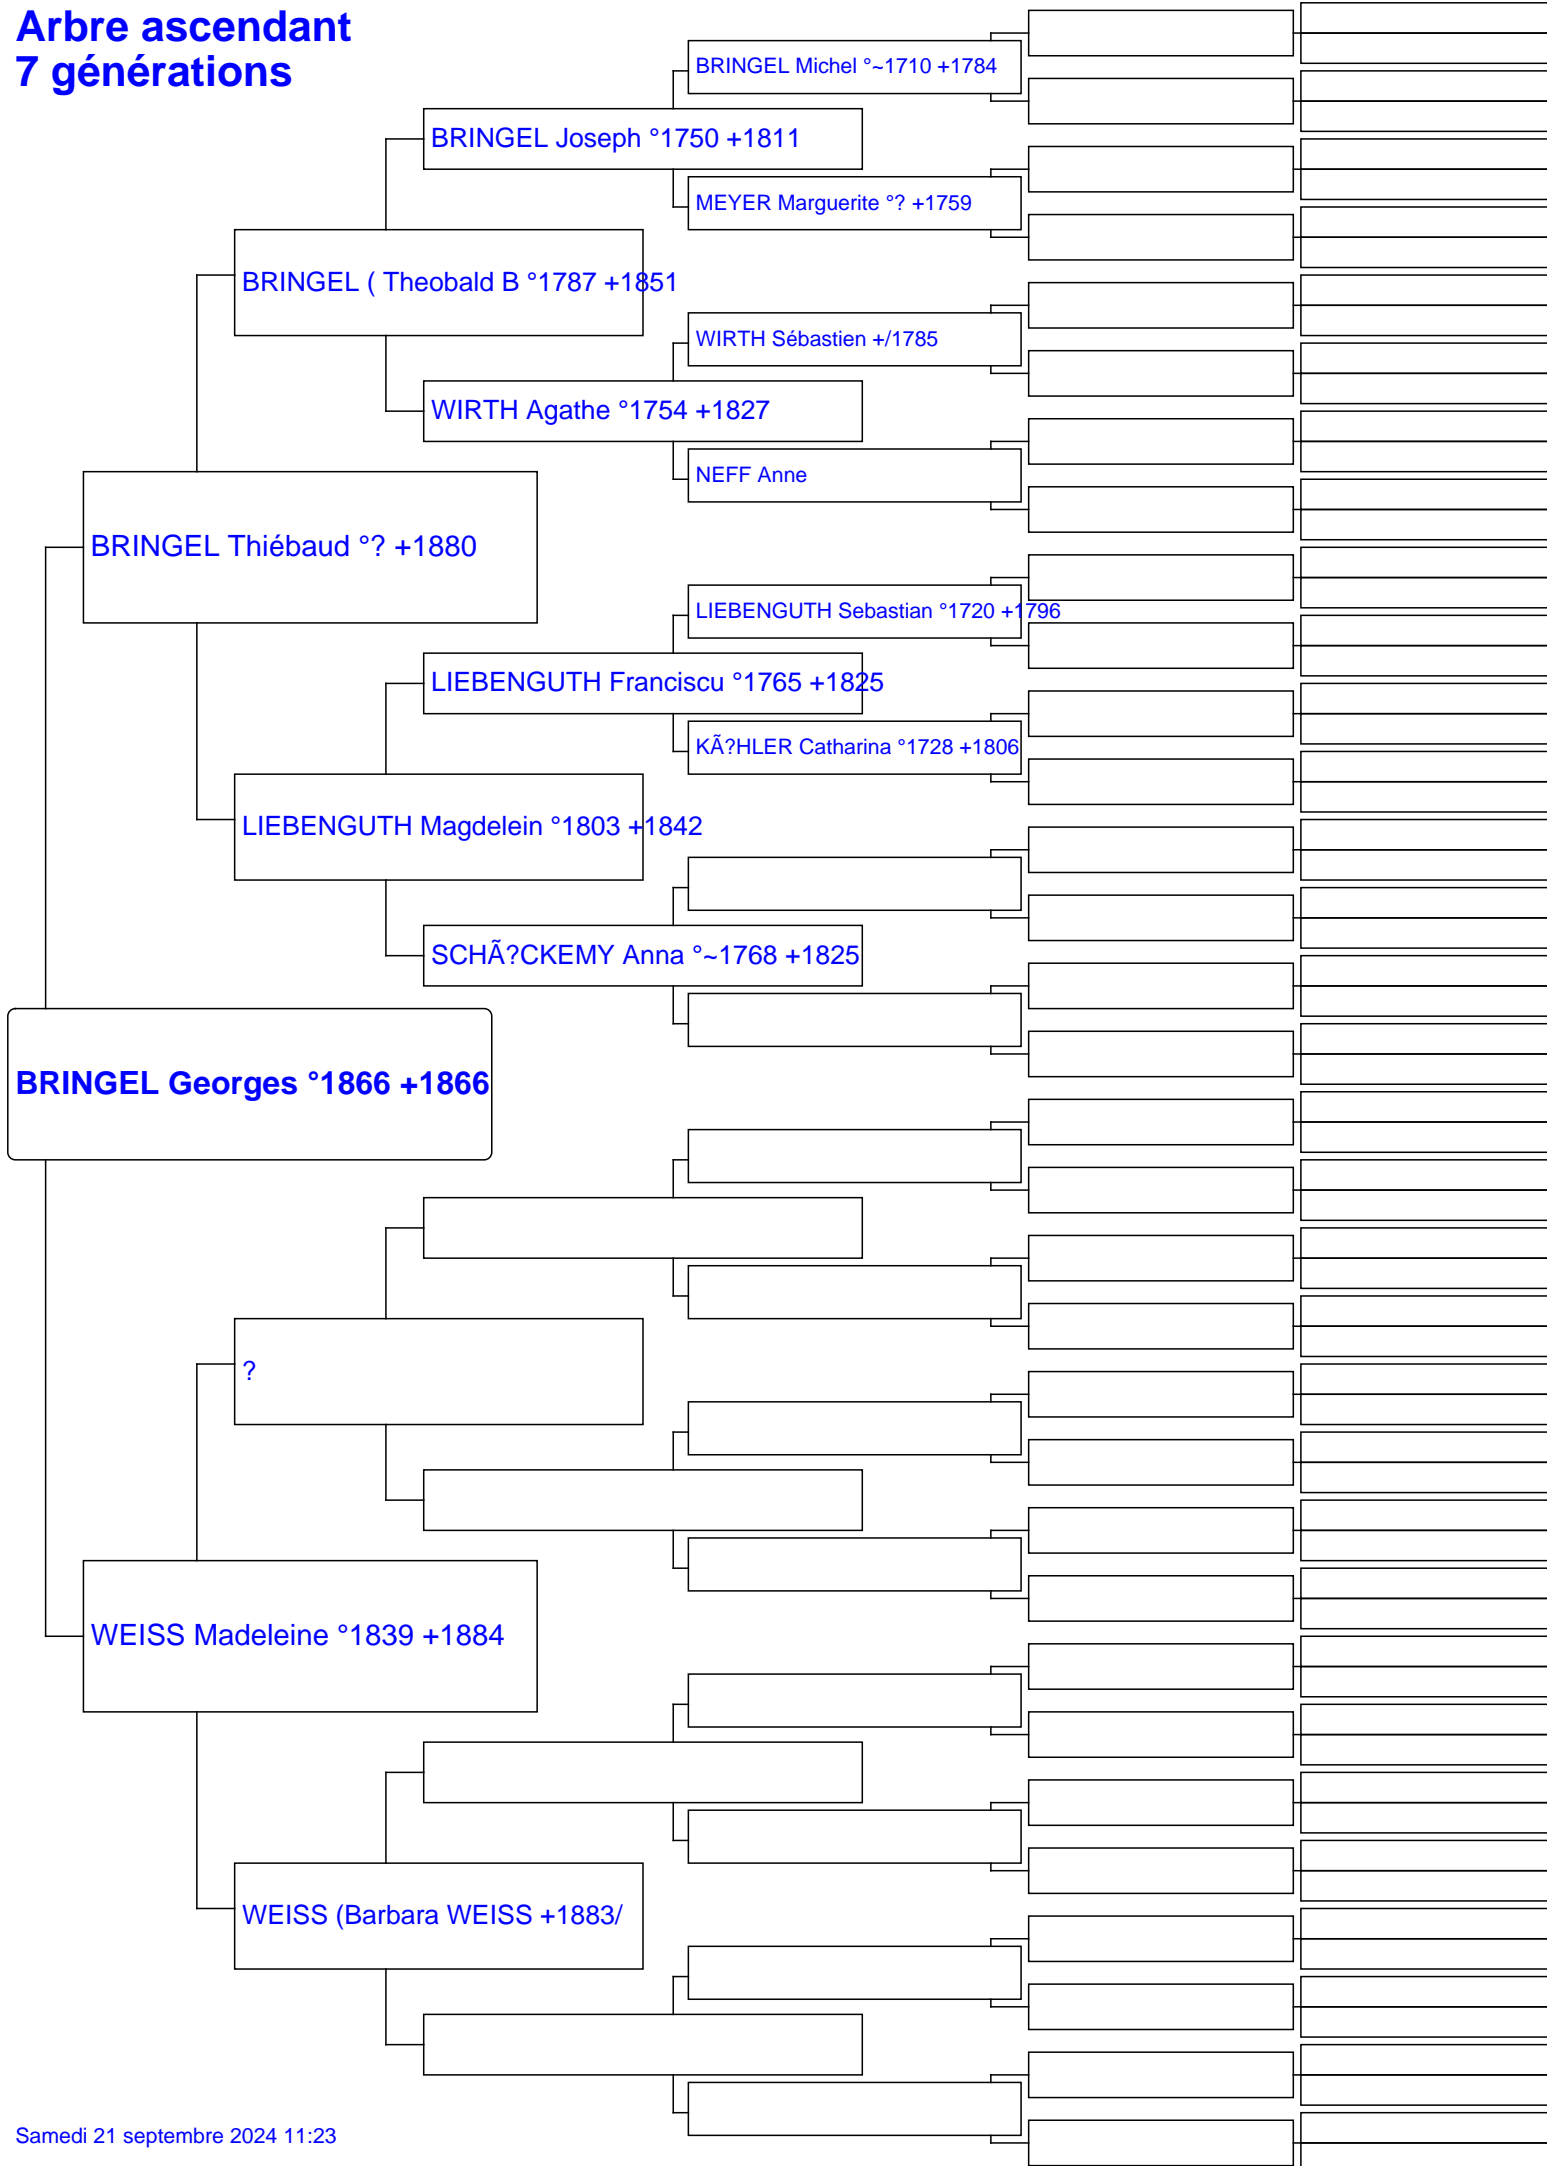 Arbre ascendant
7 générations
BRINGEL Michel °~1710 +1784
BRINGEL Joseph °1750 +1811
MEYER Marguerite °? +1759
BRINGEL ( Theobald B °1787 +1851
WIRTH Sébastien +/1785
WIRTH Agathe °1754 +1827
NEFF Anne
BRINGEL Thiébaud °? +1880
LIEBENGUTH Sebastian °1720 +1796
LIEBENGUTH Franciscu °1765 +1825
KÃ?HLER Catharina °1728 +1806
LIEBENGUTH Magdelein °1803 +1842
SCHÃ?CKEMY Anna °~1768 +1825
BRINGEL Georges °1866 +1866
?
WEISS Madeleine °1839 +1884
WEISS (Barbara WEISS +1883/
Samedi 21 septembre 2024 11:23